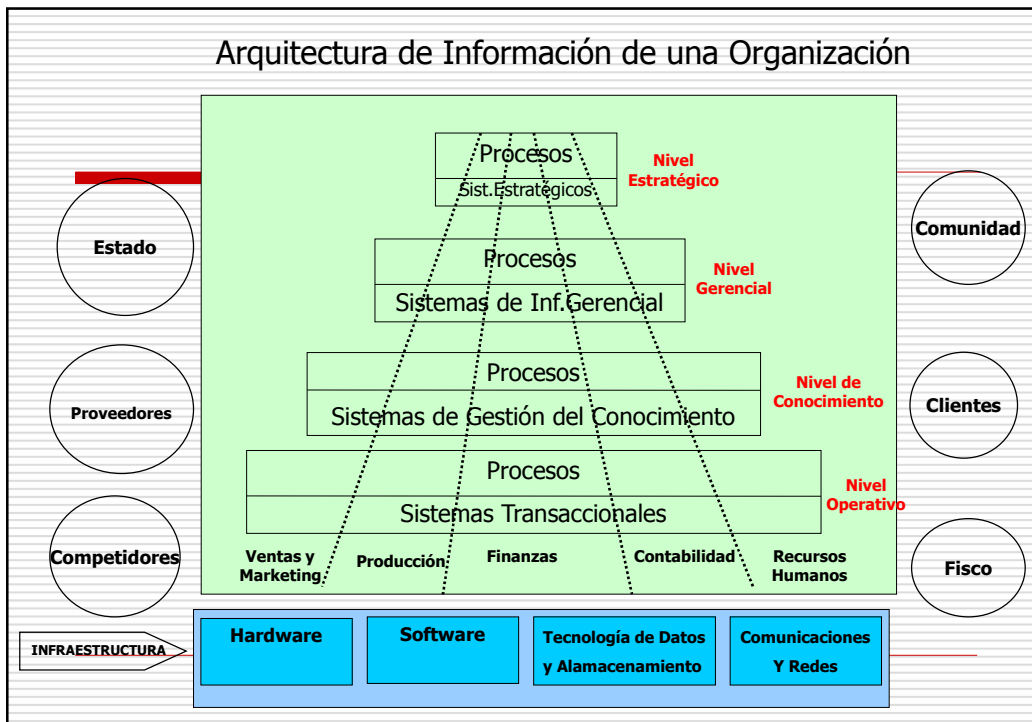 Arquitectura de Información de una Organización
Procesos
Sist.Estratégicos
Nivel
Estratégico
Procesos
Sistemas de Inf.Gerencial
Nivel
Gerencial
Procesos
Sistemas de Gestión del Conocimiento
Nivel de
Conocimiento
Procesos
Sistemas Transaccionales
Nivel
Operativo
Ventas y
Marketing
Producción
Finanzas
Contabilidad
Recursos
Humanos
Estado
Proveedores
Competidores
Comunidad
Clientes
Fisco
INFRAESTRUCTURA
Hardware
Software
Tecnología de Datos
y Alamacenamiento
Comunicaciones
Y Redes